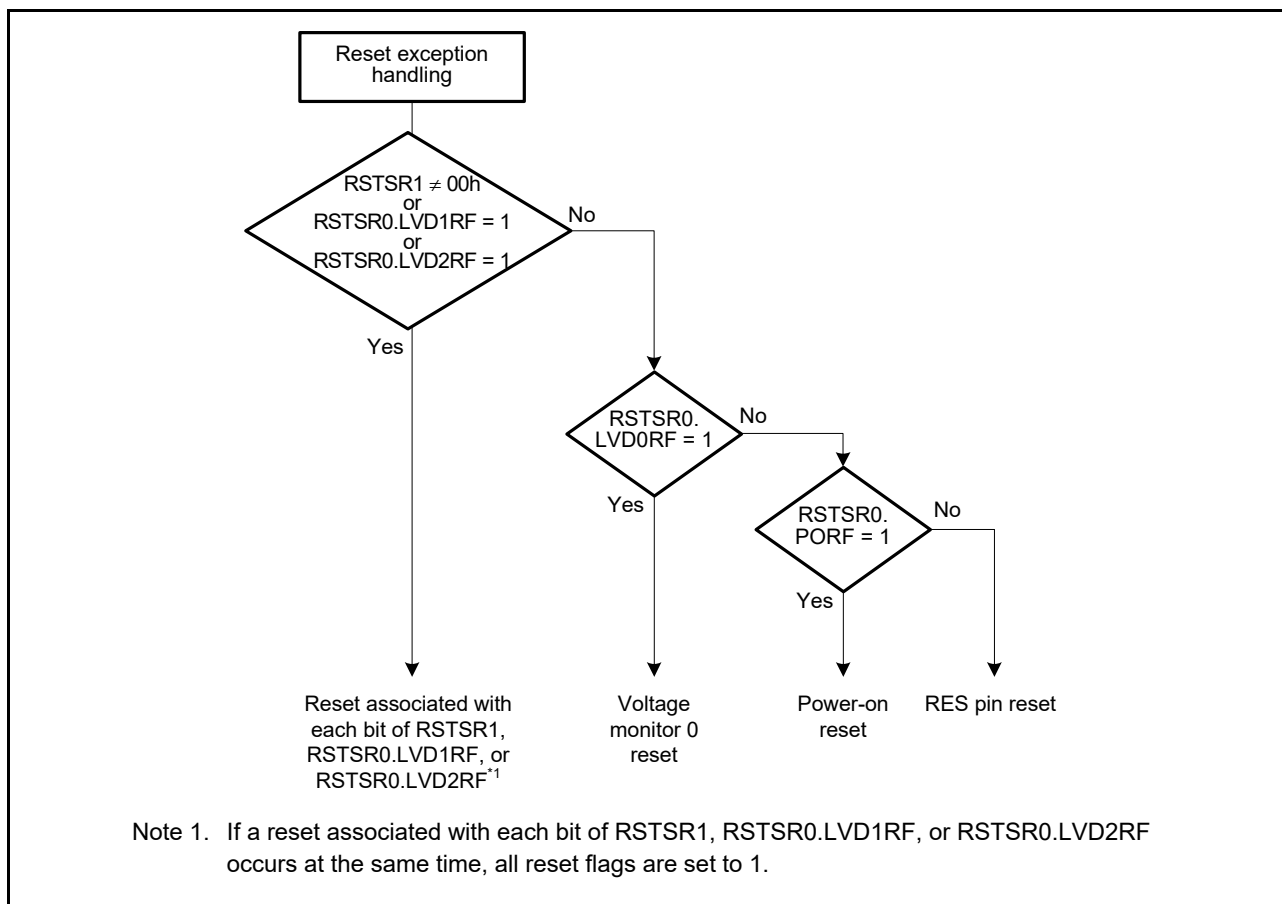 Reset exception
handling
RSTSR1 ≠ 00h
or
RSTSR0.LVD1RF = 1
or
RSTSR0.LVD2RF = 1
No
Yes
RSTSR0.
LVD0RF = 1
No
Yes
RSTSR0.
PORF = 1
No
Yes
Reset associated with
each bit of RSTSR1,
RSTSR0.LVD1RF, or
RSTSR0.LVD2RF*1
Voltage
monitor 0
reset
Power-on
reset
RES pin reset
Note 1. If a reset associated with each bit of RSTSR1, RSTSR0.LVD1RF, or RSTSR0.LVD2RF
occurs at the same time, all reset flags are set to 1.